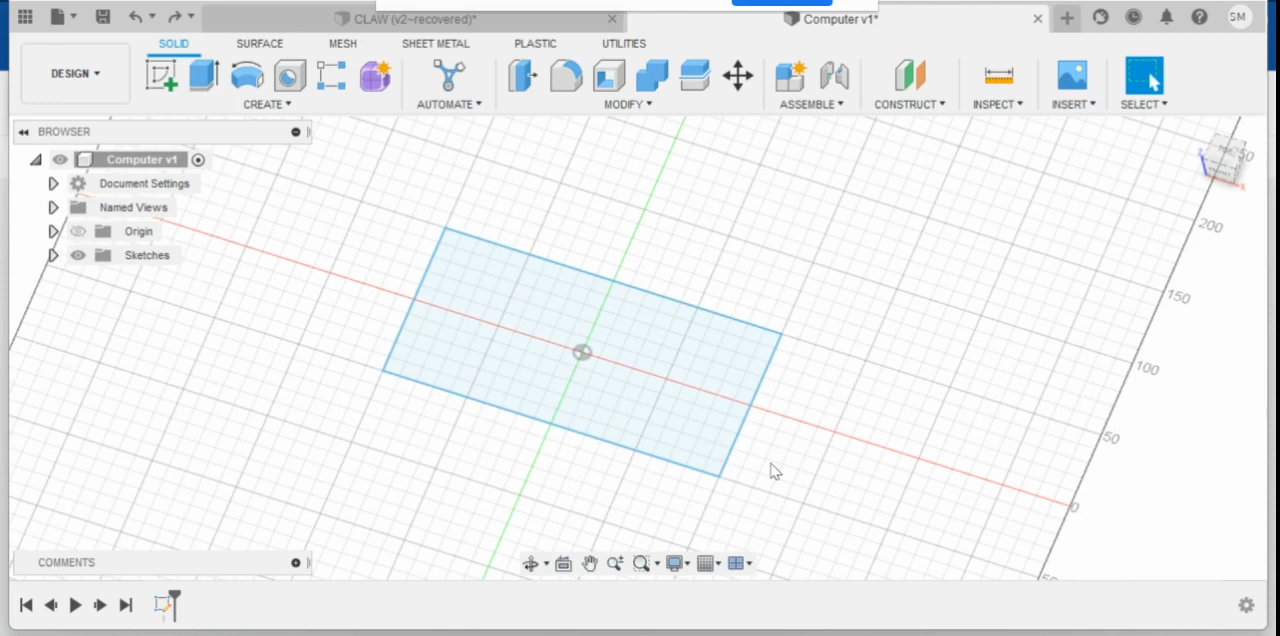 CLAW (v2~recovered)*
Computer v1*
SM
DESIGN
SOLID
SURFACE
MESH
SHEET METAL
PLASTIC
UTILITIES
CREATE
AUTOMATE
MODIFY
ASSEMBLE
CONSTRUCT
INSPECT
INSERT
SELECT
BROWSER
Computer v1
Document Settings
Named Views
Origin
Sketches
200
150
100
50
0
COMMENTS